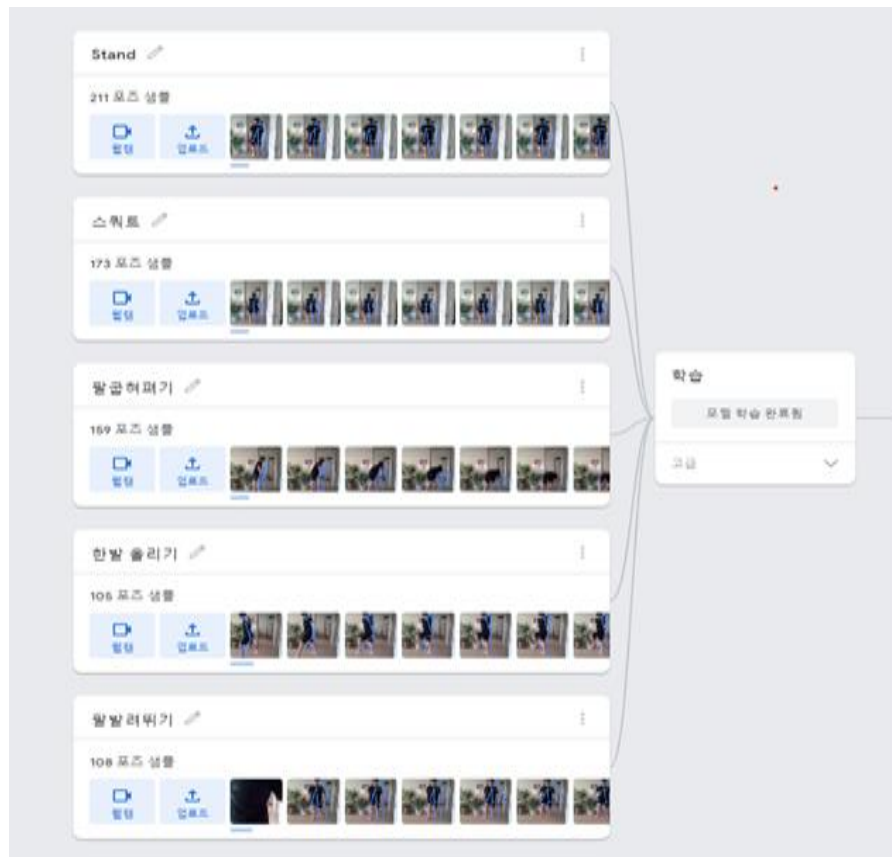 Stand
211 포즈 샘플
웹캠
업로드
스쿼트
173 포즈 샘플
웹캠
업로드
팔굽혀펴기
159 포즈 샘플
웹캠
업로드
한발 올리기
105 포즈 샘플
웹캠
업로드
팔발려뛰기
108 포즈 샘플
웹캠
업로드
학습
모델 학습 완료됨
고급